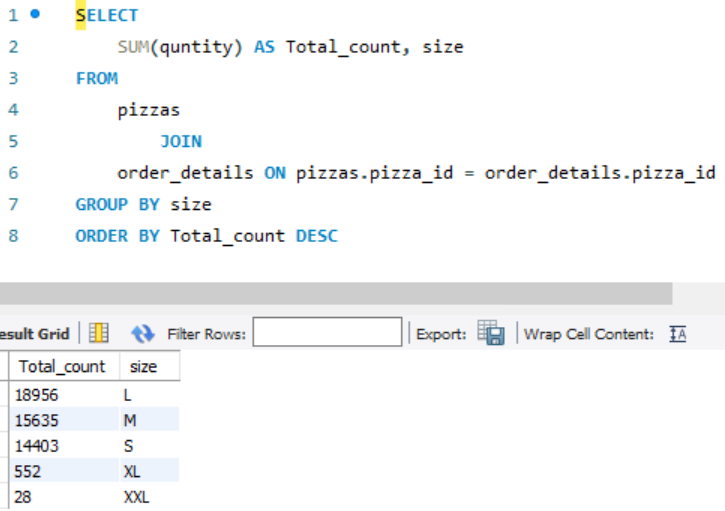 1 SELECT
2 SUM(quntity) AS Total_count, size
3 FROM
4 pizzas
5 JOIN
6 order_details ON pizzas.pizza_id = order_details.pizza_id
7 GROUP BY size
8 ORDER BY Total_count DESC
esult Grid Filter Rows: Export: Wrap Cell Content: IA
Total_count size
18956 L
15635 M
14403 S
552 XL
28 XXL